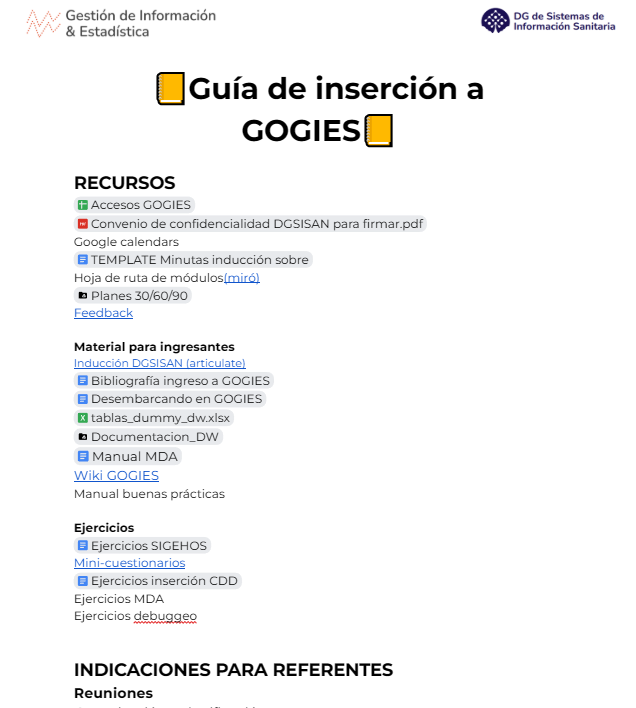 Gestión de Información
& Estadística
DG de Sistemas de
Información Sanitaria
Guía de inserción a
GOGIES
RECURSOS
Accesos GOGIES
Convenio de confidencialidad DGSISAN para firmar.pdf
Google calendars
TEMPLATE Minutas inducción sobre
Hoja de ruta de módulos(miró)
Planes 30/60/90
Feedback
Material para ingresantes
Inducción DGSISAN (articulate)
Bibliografía ingreso a GOGIES
Desembarcando en GOGIES
tablas_dummy_dw.xlsx
Documentacion_DW
Manual MDA
Wiki GOGIES
Manual buenas prácticas
Ejercicios
Ejercicios SIGEHOS
Mini-cuestionarios
Ejercicios inserción CDD
Ejercicios MDA
Ejercicios debuggeo
INDICACIONES PARA REFERENTES
Reuniones